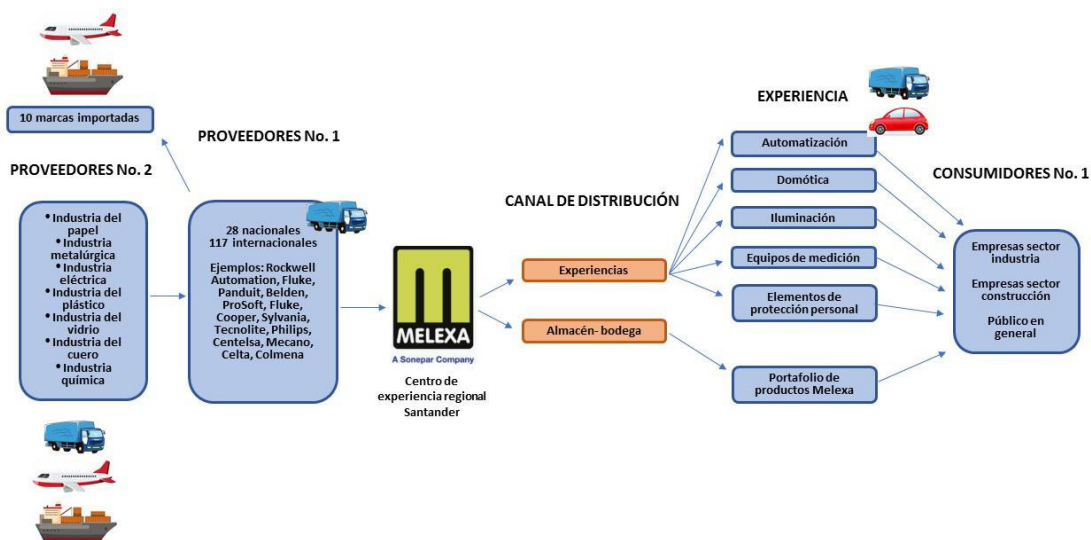 10 marcas importadas
PROVEEDORES No. 2
• Industria del
papel
• Industria
metalúrgica
• Industria
eléctrica
• Industria del
plástico
• Industria del
vidrio
• Industria del
cuero
• Industria
química
PROVEEDORES No. 1
28 nacionales
117 internacionales
Ejemplos: Rockwell
Automation, Fluke,
Panduit, Belden,
ProSoft, Fluke,
Cooper, Sylvania,
Tecnolite, Philips,
Centelsa, Mecano,
Celta, Colmena
MELEXA
A Sonepar Company
Centro de
experiencia regional
Santander
CANAL DE DISTRIBUCIÓN
Experiencias
Almacén- bodega
EXPERIENCIA
Automatización
Domótica
Iluminación
Equipos de medición
Elementos de
protección personal
Portafolio de
productos Melexa
CONSUMIDORES No. 1
Empresas sector
industria
Empresas sector
construcción
Público en
general